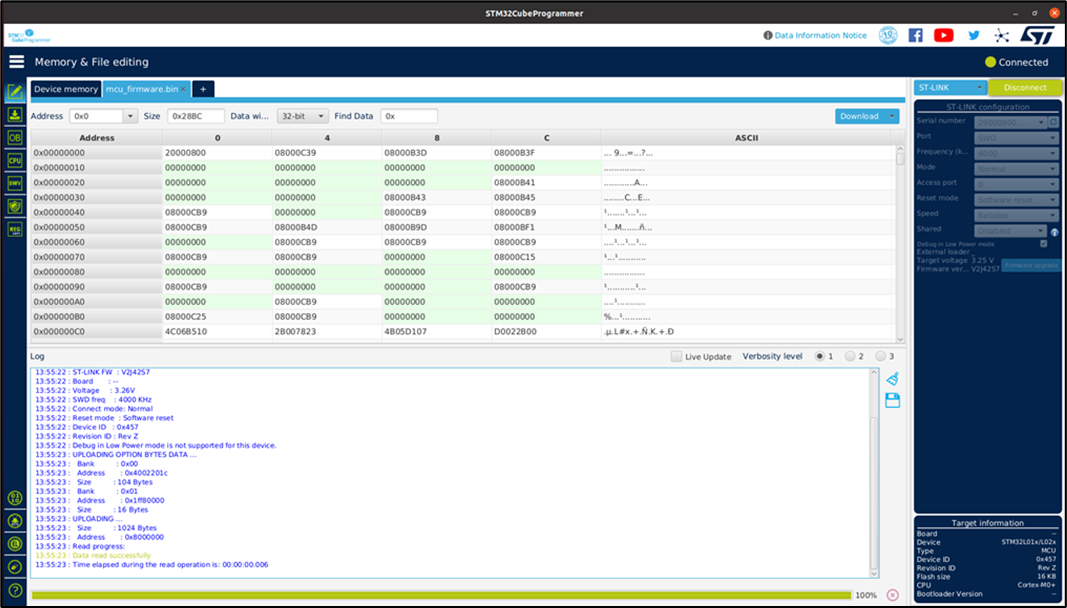 STM32CubeProgrammer
STM32 CubeProgrammer
Data Information Notice
Memory & File editing
Connected
Device memory mcu_firmware.bin × +
ST-LINK Disconnect
Address 0x0 Size 0x28BC Data wi... 32-bit Find Data 0x Download
Address 0 4 8 C ASCII
0x00000000 20000800 08000C39 08000B3D 08000B3F ... 9...=...?...
0x00000010 00000000 00000000 00000000 00000000 ................
0x00000020 00000000 00000000 00000000 08000B41 ............A...
0x00000030 00000000 00000000 08000B43 08000B45 ........C...E...
0x00000040 08000CB9 00000000 08000CB9 08000CB9 ¹.......¹...¹...
0x00000050 08000CB9 08000B4D 08000B9D 08000BF1 ¹...M.......ñ...
0x00000060 00000000 08000CB9 08000CB9 08000CB9 ....¹...¹...¹...
0x00000070 08000CB9 08000CB9 00000000 08000C15 ¹...¹...........
0x00000080 00000000 00000000 00000000 00000000 ................
0x00000090 08000CB9 00000000 00000000 08000CB9 ¹...........¹...
0x000000A0 00000000 08000CB9 00000000 00000000 ....¹...........
0x000000B0 08000C25 08000CB9 00000000 00000000 %...¹...........
0x000000C0 4C06B510 2B007823 4B05D107 D0022B00 .µ.L#x.+.Ñ.K.+.Ð
Log Live Update Verbosity level 1 2 3
13:55:22 : ST-LINK FW : V2J42S7
13:55:22 : Board : --
13:55:22 : Voltage : 3.26V
13:55:22 : SWD freq : 4000 KHz
13:55:22 : Connect mode: Normal
13:55:22 : Reset mode : Software reset
13:55:22 : Device ID : 0x457
13:55:22 : Revision ID : Rev Z
13:55:22 : Debug in Low Power mode is not supported for this device.
13:55:23 : UPLOADING OPTION BYTES DATA ...
13:55:23 : Bank : 0x00
13:55:23 : Address : 0x4002201c
13:55:23 : Size : 104 Bytes
13:55:23 : Bank : 0x01
13:55:23 : Address : 0x1ff80000
13:55:23 : Size : 16 Bytes
13:55:23 : UPLOADING ...
13:55:23 : Size : 1024 Bytes
13:55:23 : Address : 0x8000000
13:55:23 : Read progress:
13:55:23 : Data read successfully
13:55:23 : Time elapsed during the read operation is: 00:00:00.006
100%
ST-LINK configuration
Serial number
Port SWD
Frequency (k... 4000
Mode Normal
Access port 0
Reset mode Software reset
Speed Reliable
Shared Disabled
Debug in Low Power mode
External loader _
Target voltage 3.25 V
Firmware ver... V2J42S7 Firmware upgrade
Target information
Board --
Device STM32L01x/L02x
Type MCU
Device ID 0x457
Revision ID Rev Z
Flash size 16 KB
CPU Cortex-M0+
Bootloader Version --
OB
CPU
SWV
REG
ST